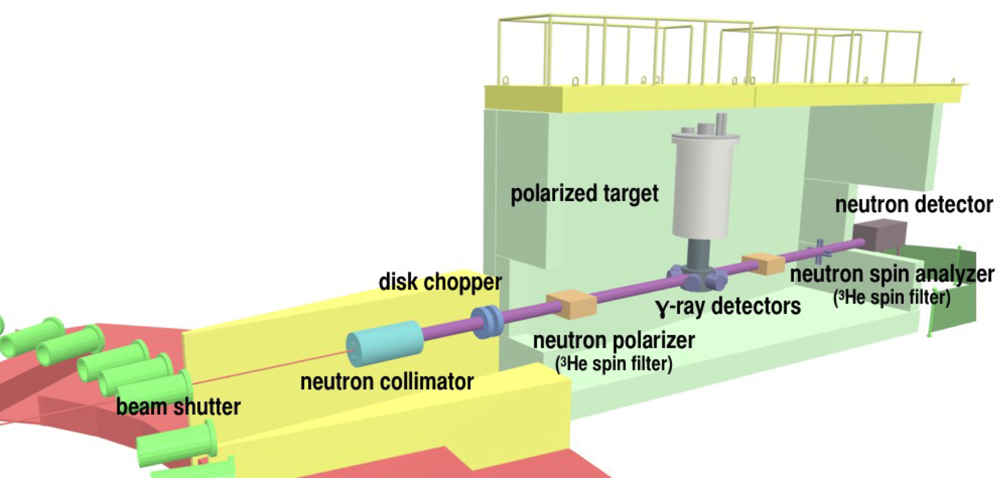 polarized target
neutron detector
disk chopper
neutron spin analyzer
(³He spin filter)
γ-ray detectors
neutron polarizer
(³He spin filter)
neutron collimator
beam shutter